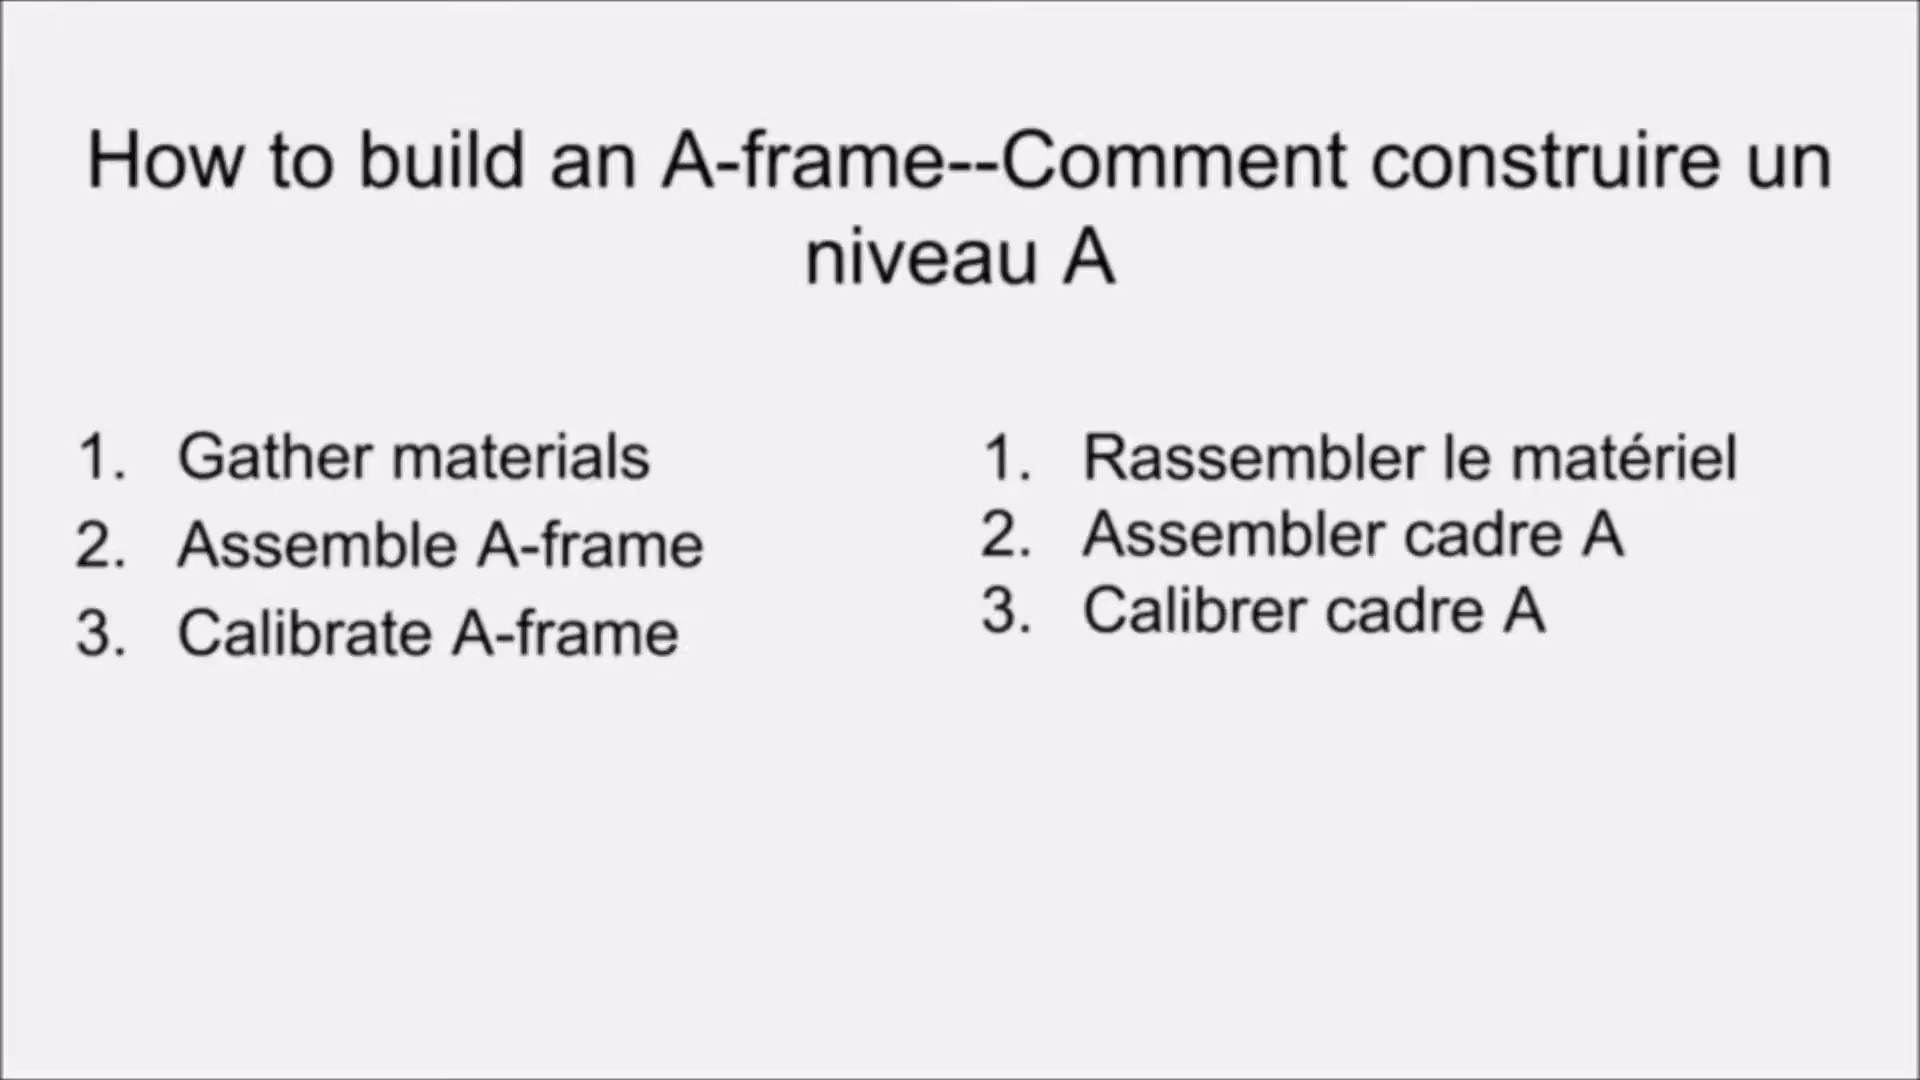 How to build an A-frame--Comment construire un
niveau A
1. Gather materials
2. Assemble A-frame
3. Calibrate A-frame
1. Rassembler le matériel
2. Assembler cadre A
3. Calibrer cadre A